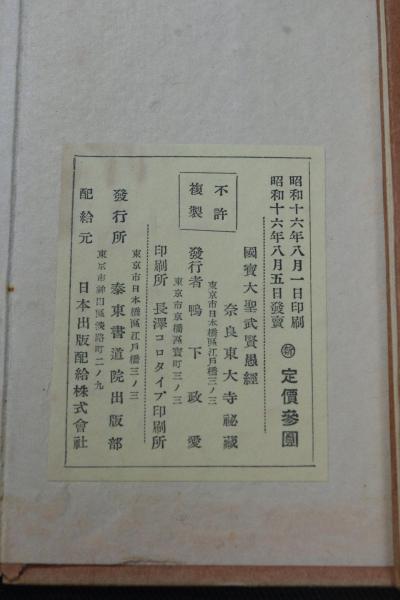 昭和十六年八月一日印刷
昭和十六年八月五日發賣
㊟ 定價參圓
國寶大聖武賢愚經
奈良東大寺秘藏
不許
複製
東京市日本橋區江戸橋三ノ三
發行者 鴨下政愛
東京市京橋區寶町三ノ三
印刷所 長澤コロタイプ印刷所
東京市日本橋區江戸橋三ノ三
發行所 泰東書道院出版部
東京市神田區淡路町二ノ九
配給元 日本出版配給株式會社